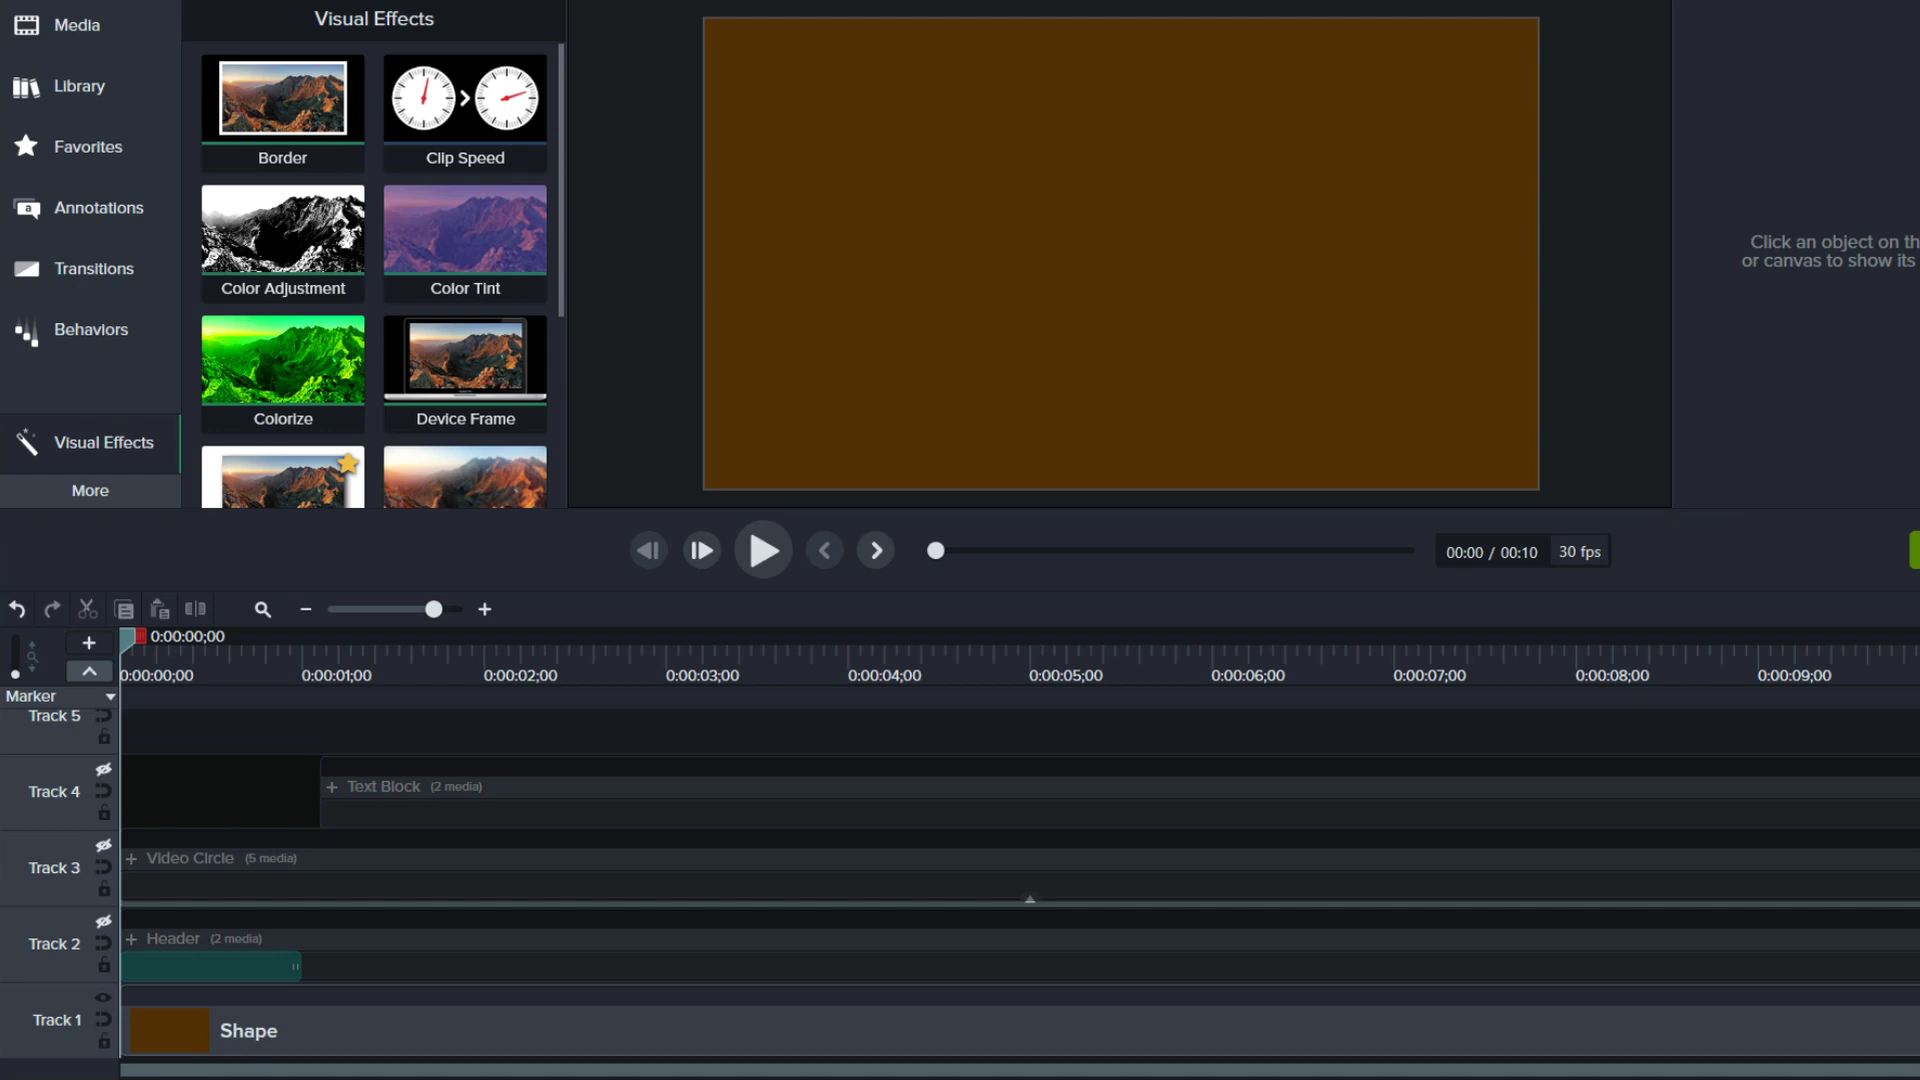 Media
Library
Favorites
Annotations
Transitions
Behaviors
Visual Effects
More
Visual Effects
Border
Clip Speed
Color Adjustment
Color Tint
Colorize
Device Frame
Click an object on th
or canvas to show its
00:00 / 00:10
30 fps
0:00:00;00
0:00:00;00
0:00:01;00
0:00:02;00
0:00:03;00
0:00:04;00
0:00:05;00
0:00:06;00
0:00:07;00
0:00:08;00
0:00:09;00
Marker
Track 5
Track 4
+ Text Block (2 media)
Track 3
+ Video Circle (5 media)
Track 2
+ Header (2 media)
Track 1
Shape